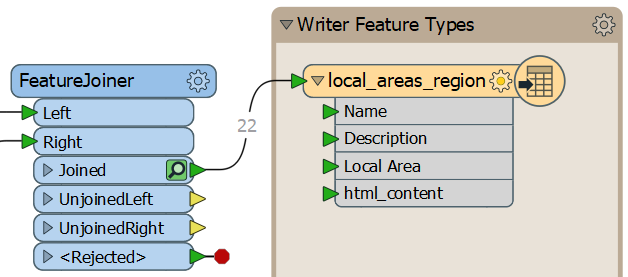 Writer Feature Types
FeatureJoiner
local_areas_region
Left
Name
22
Right
Description
Joined
Local Area
UnjoinedLeft
html_content
UnjoinedRight
<Rejected>